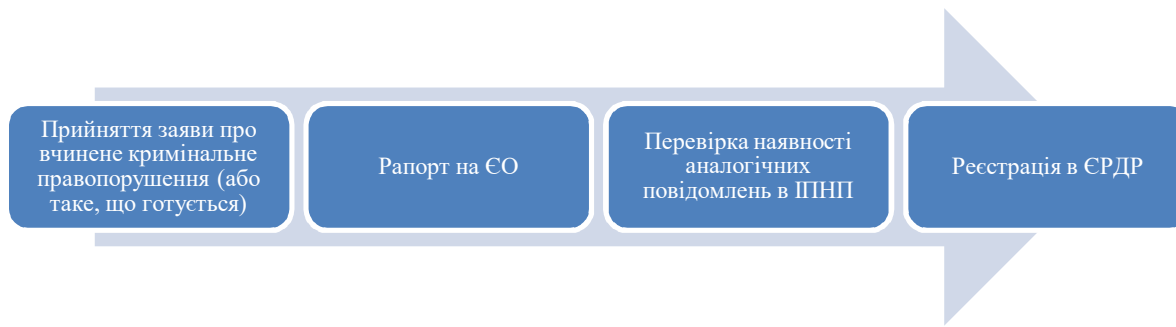 Прийняття заяви про
вчинене кримінальне
правопорушення (або
таке, що готується)
Рапорт на ЄО
Перевірка наявності
аналогічних
повідомлень в ІПНП
Реєстрація в ЄРДР